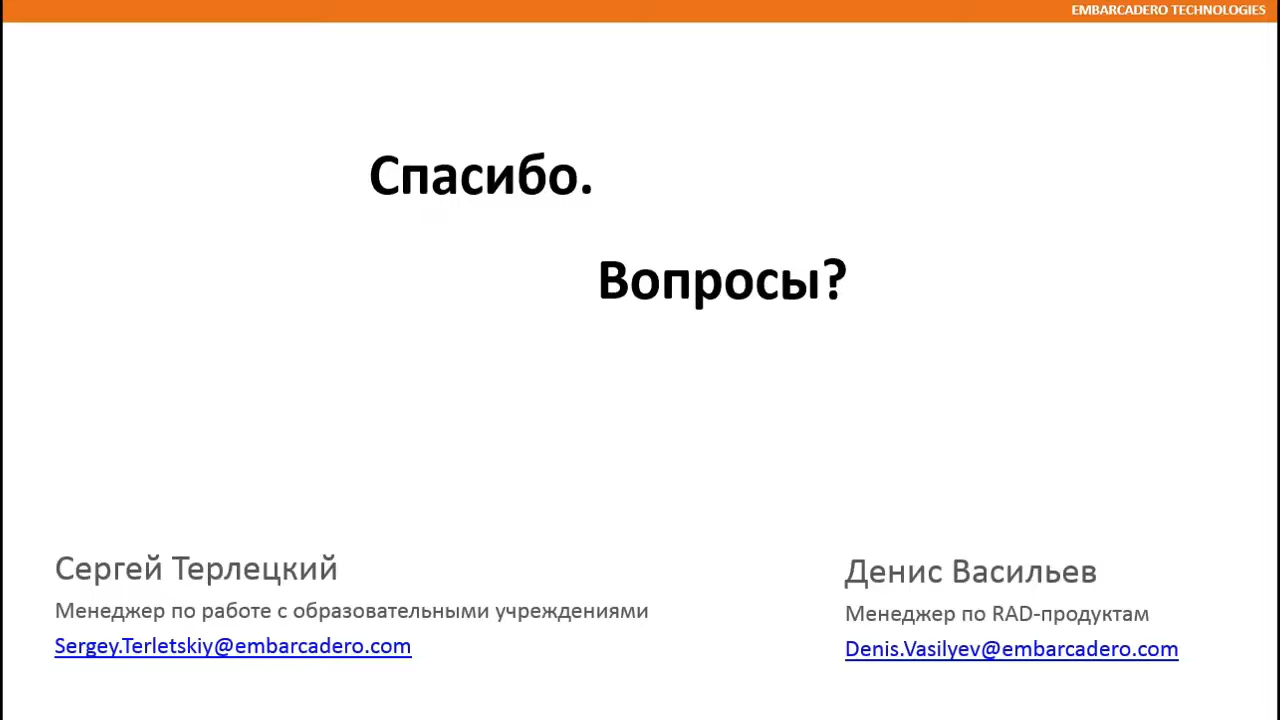 EMBARCADERO TECHNOLOGIES
Спасибо.
Вопросы?
Сергей Терлецкий
Менеджер по работе с образовательными учреждениями
Sergey.Terletskiy@embarcadero.com
Денис Васильев
Менеджер по RAD-продуктам
Denis.Vasilyev@embarcadero.com